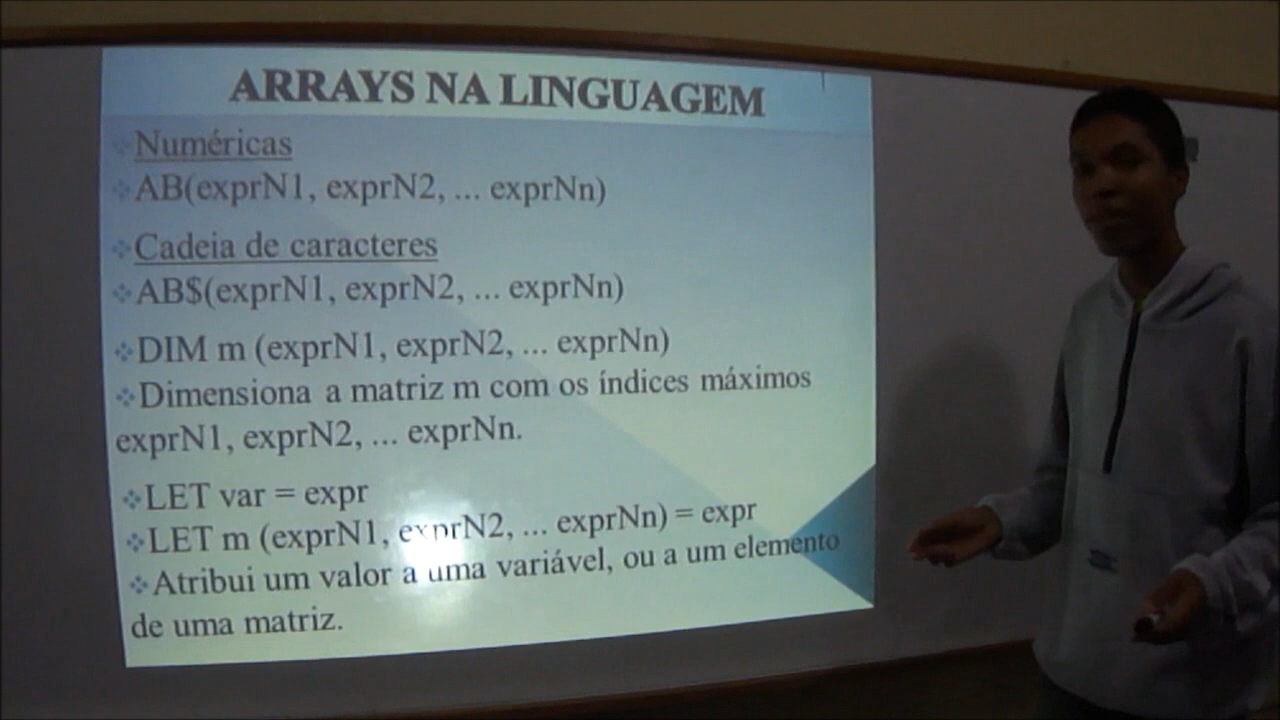 ARRAYS NA LINGUAGEM
Numéricas
AB(exprN1, exprN2, ... exprNn)
Cadeia de caracteres
AB$(exprN1, exprN2, ... exprNn)
DIM m (exprN1, exprN2, ... exprNn)
Dimensiona a matriz m com os índices máximos
exprN1, exprN2, ... exprNn.
LET var = expr
LET m (exprN1, exprN2, ... exprNn) = expr
Atribui um valor a uma variável, ou a um elemento
de uma matriz.